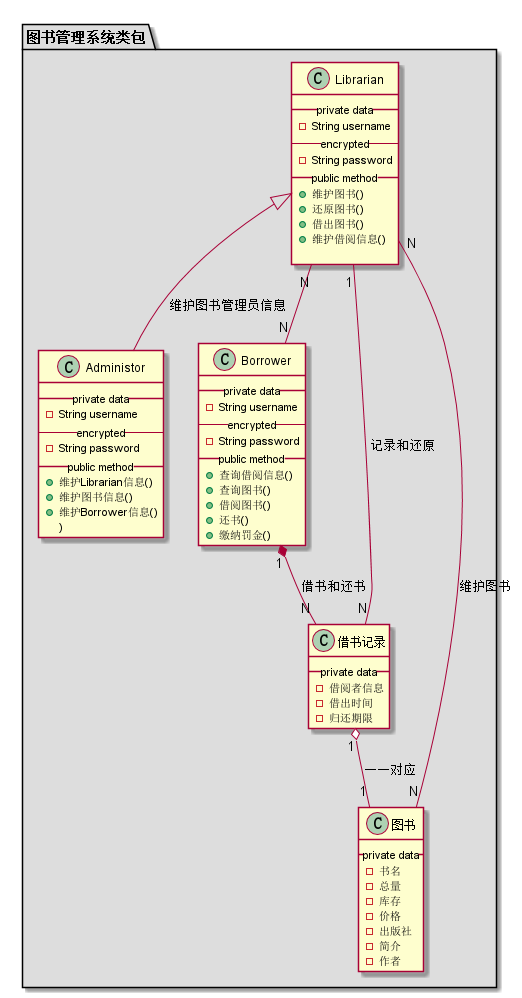 图书管理系统类包
C Librarian
private data
String username
encrypted
String password
public method
维护图书()
还原图书()
借出图书()
维护借阅信息()
N
N
1
维护图书管理员信息
N
C Administor
private data
String username
encrypted
String password
public method
维护Librarian信息()
维护图书信息()
维护Borrower信息()
)
C Borrower
private data
String username
encrypted
String password
public method
查询借阅信息()
查询图书()
借阅图书()
还书()
缴纳罚金()
记录和还原
1
借书和还书
维护图书
N
N
C 借书记录
private data
借阅者信息
借出时间
归还期限
1
一一对应
1
N
C 图书
private data
书名
总量
库存
价格
出版社
简介
作者